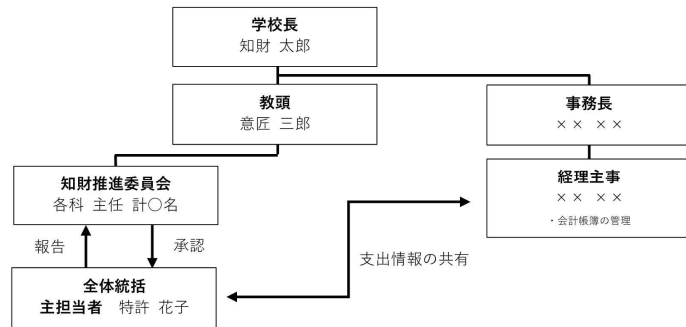 学校長
知財 太郎
教頭
意匠 三郎
事務長
×× ××
知財推進委員会
各科 主任 計〇名
経理主事
×× ××
・会計帳簿の管理
報告
承認
支出情報の共有
全体統括
主担当者 特許 花子